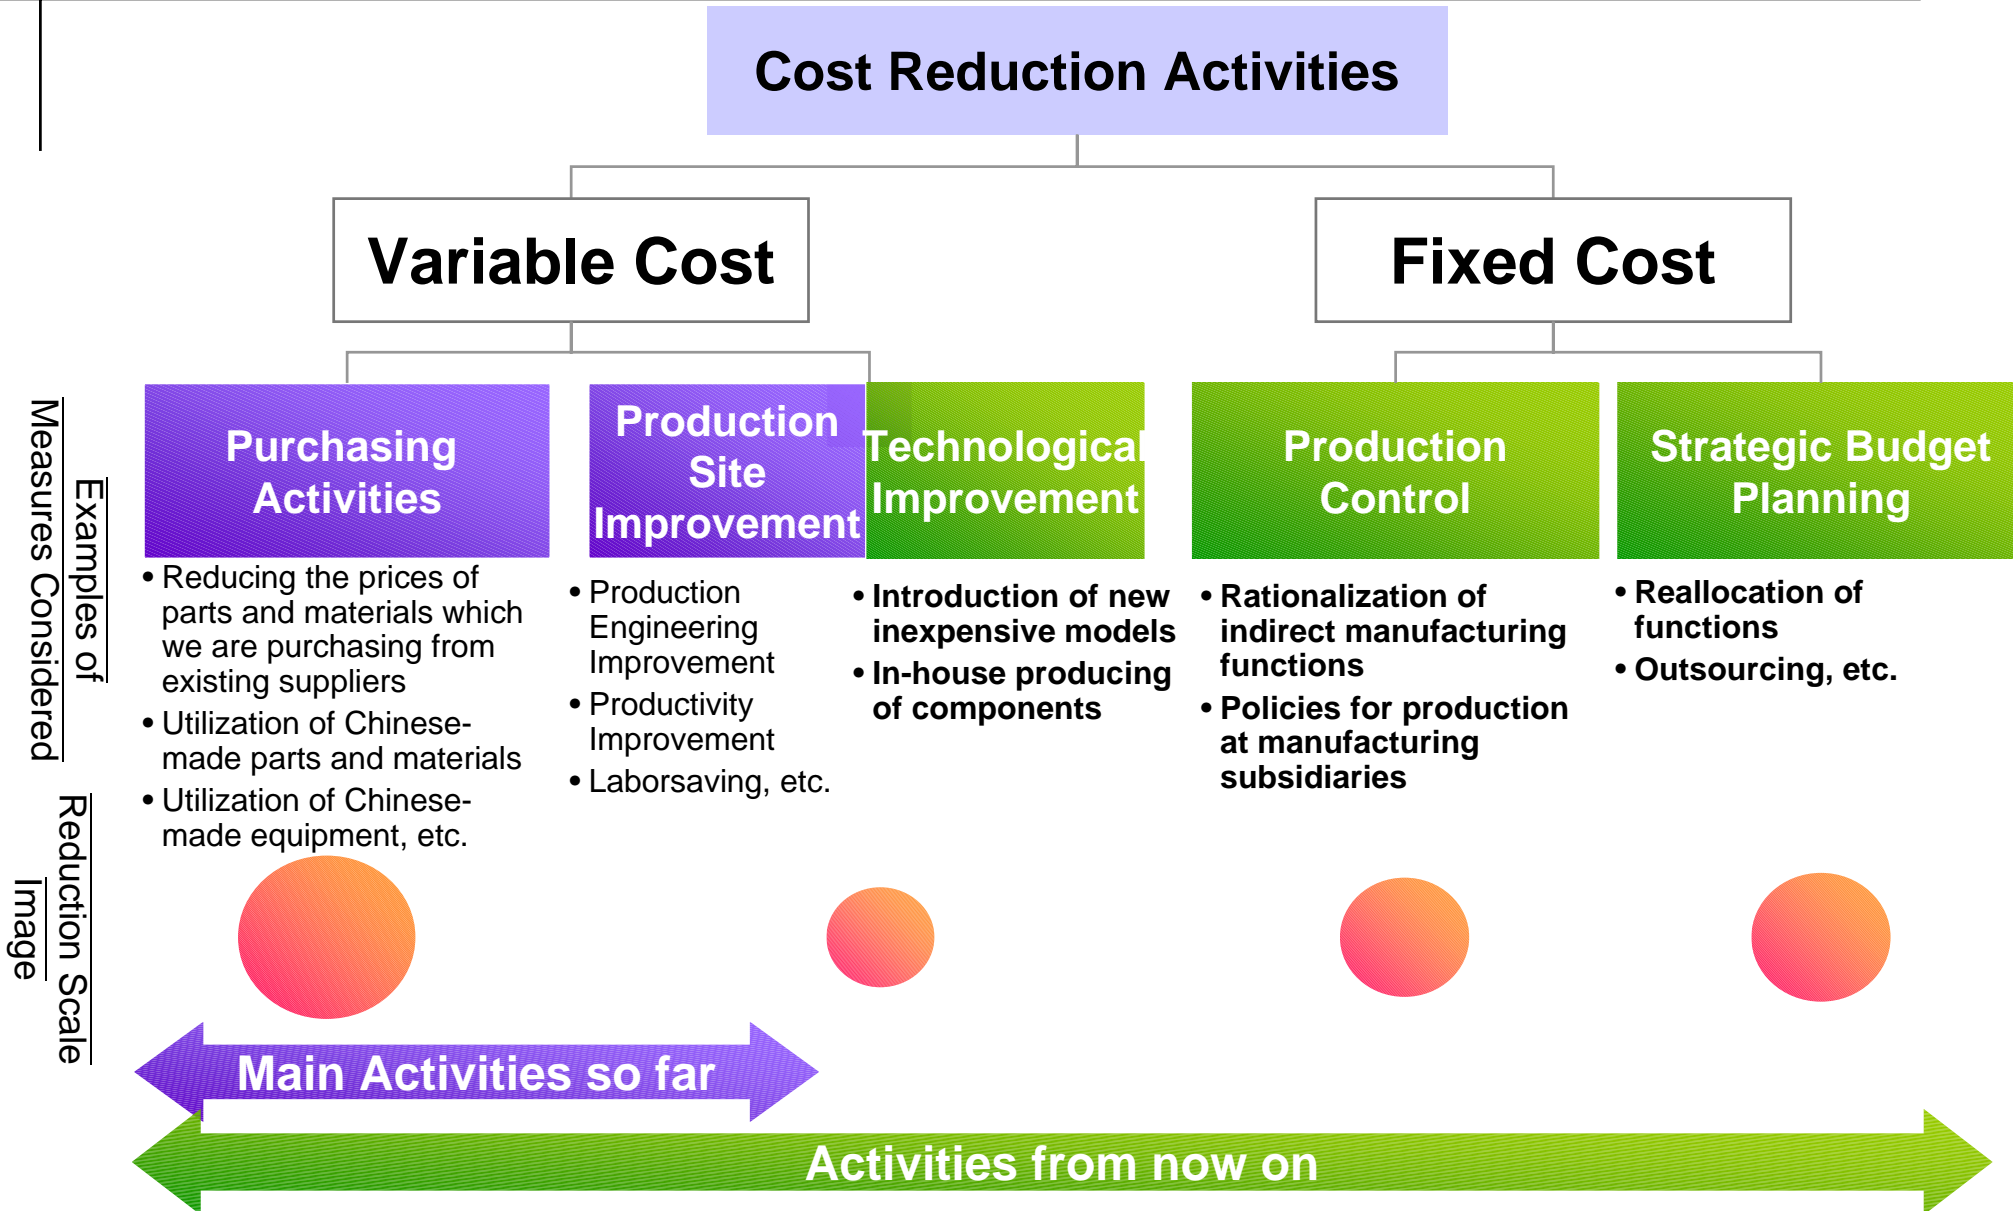 Cost Reduction Activities
Variable Cost
Fixed Cost
Examples of
Measures Considered
Purchasing
Activities
Production
Site
Improvement
Technological
Improvement
Production
Control
Strategic Budget
Planning
• Reducing the prices of
parts and materials which
we are purchasing from
existing suppliers
• Utilization of Chinese-
made parts and materials
• Utilization of Chinese-
made equipment, etc.
• Production
Engineering
Improvement
• Productivity
Improvement
• Laborsaving, etc.
• Introduction of new
inexpensive models
• In-house producing
of components
• Rationalization of
indirect manufacturing
functions
• Policies for production
at manufacturing
subsidiaries
• Reallocation of
functions
• Outsourcing, etc.
Reduction Scale
Image
Main Activities so far
Activities from now on